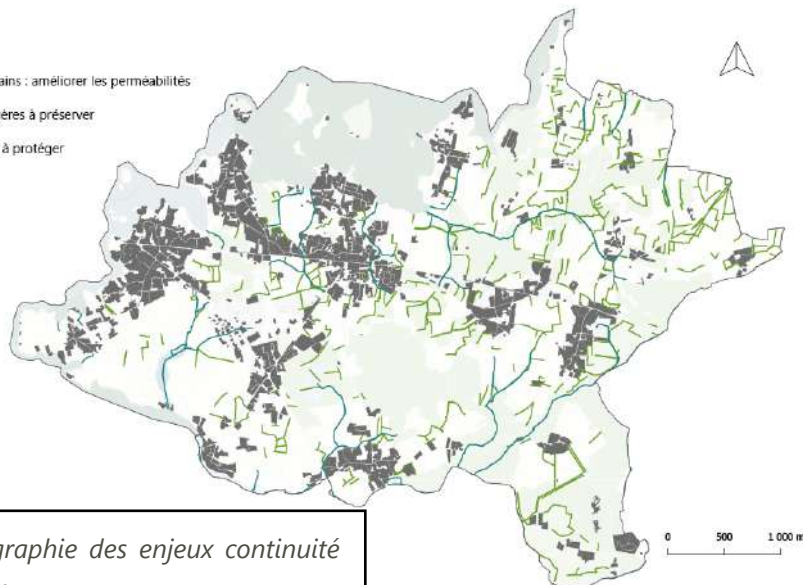 ains : améliorer les perméabilités
ères à préserver
à protéger
0 500 1 000 m
graphie des enjeux continuité